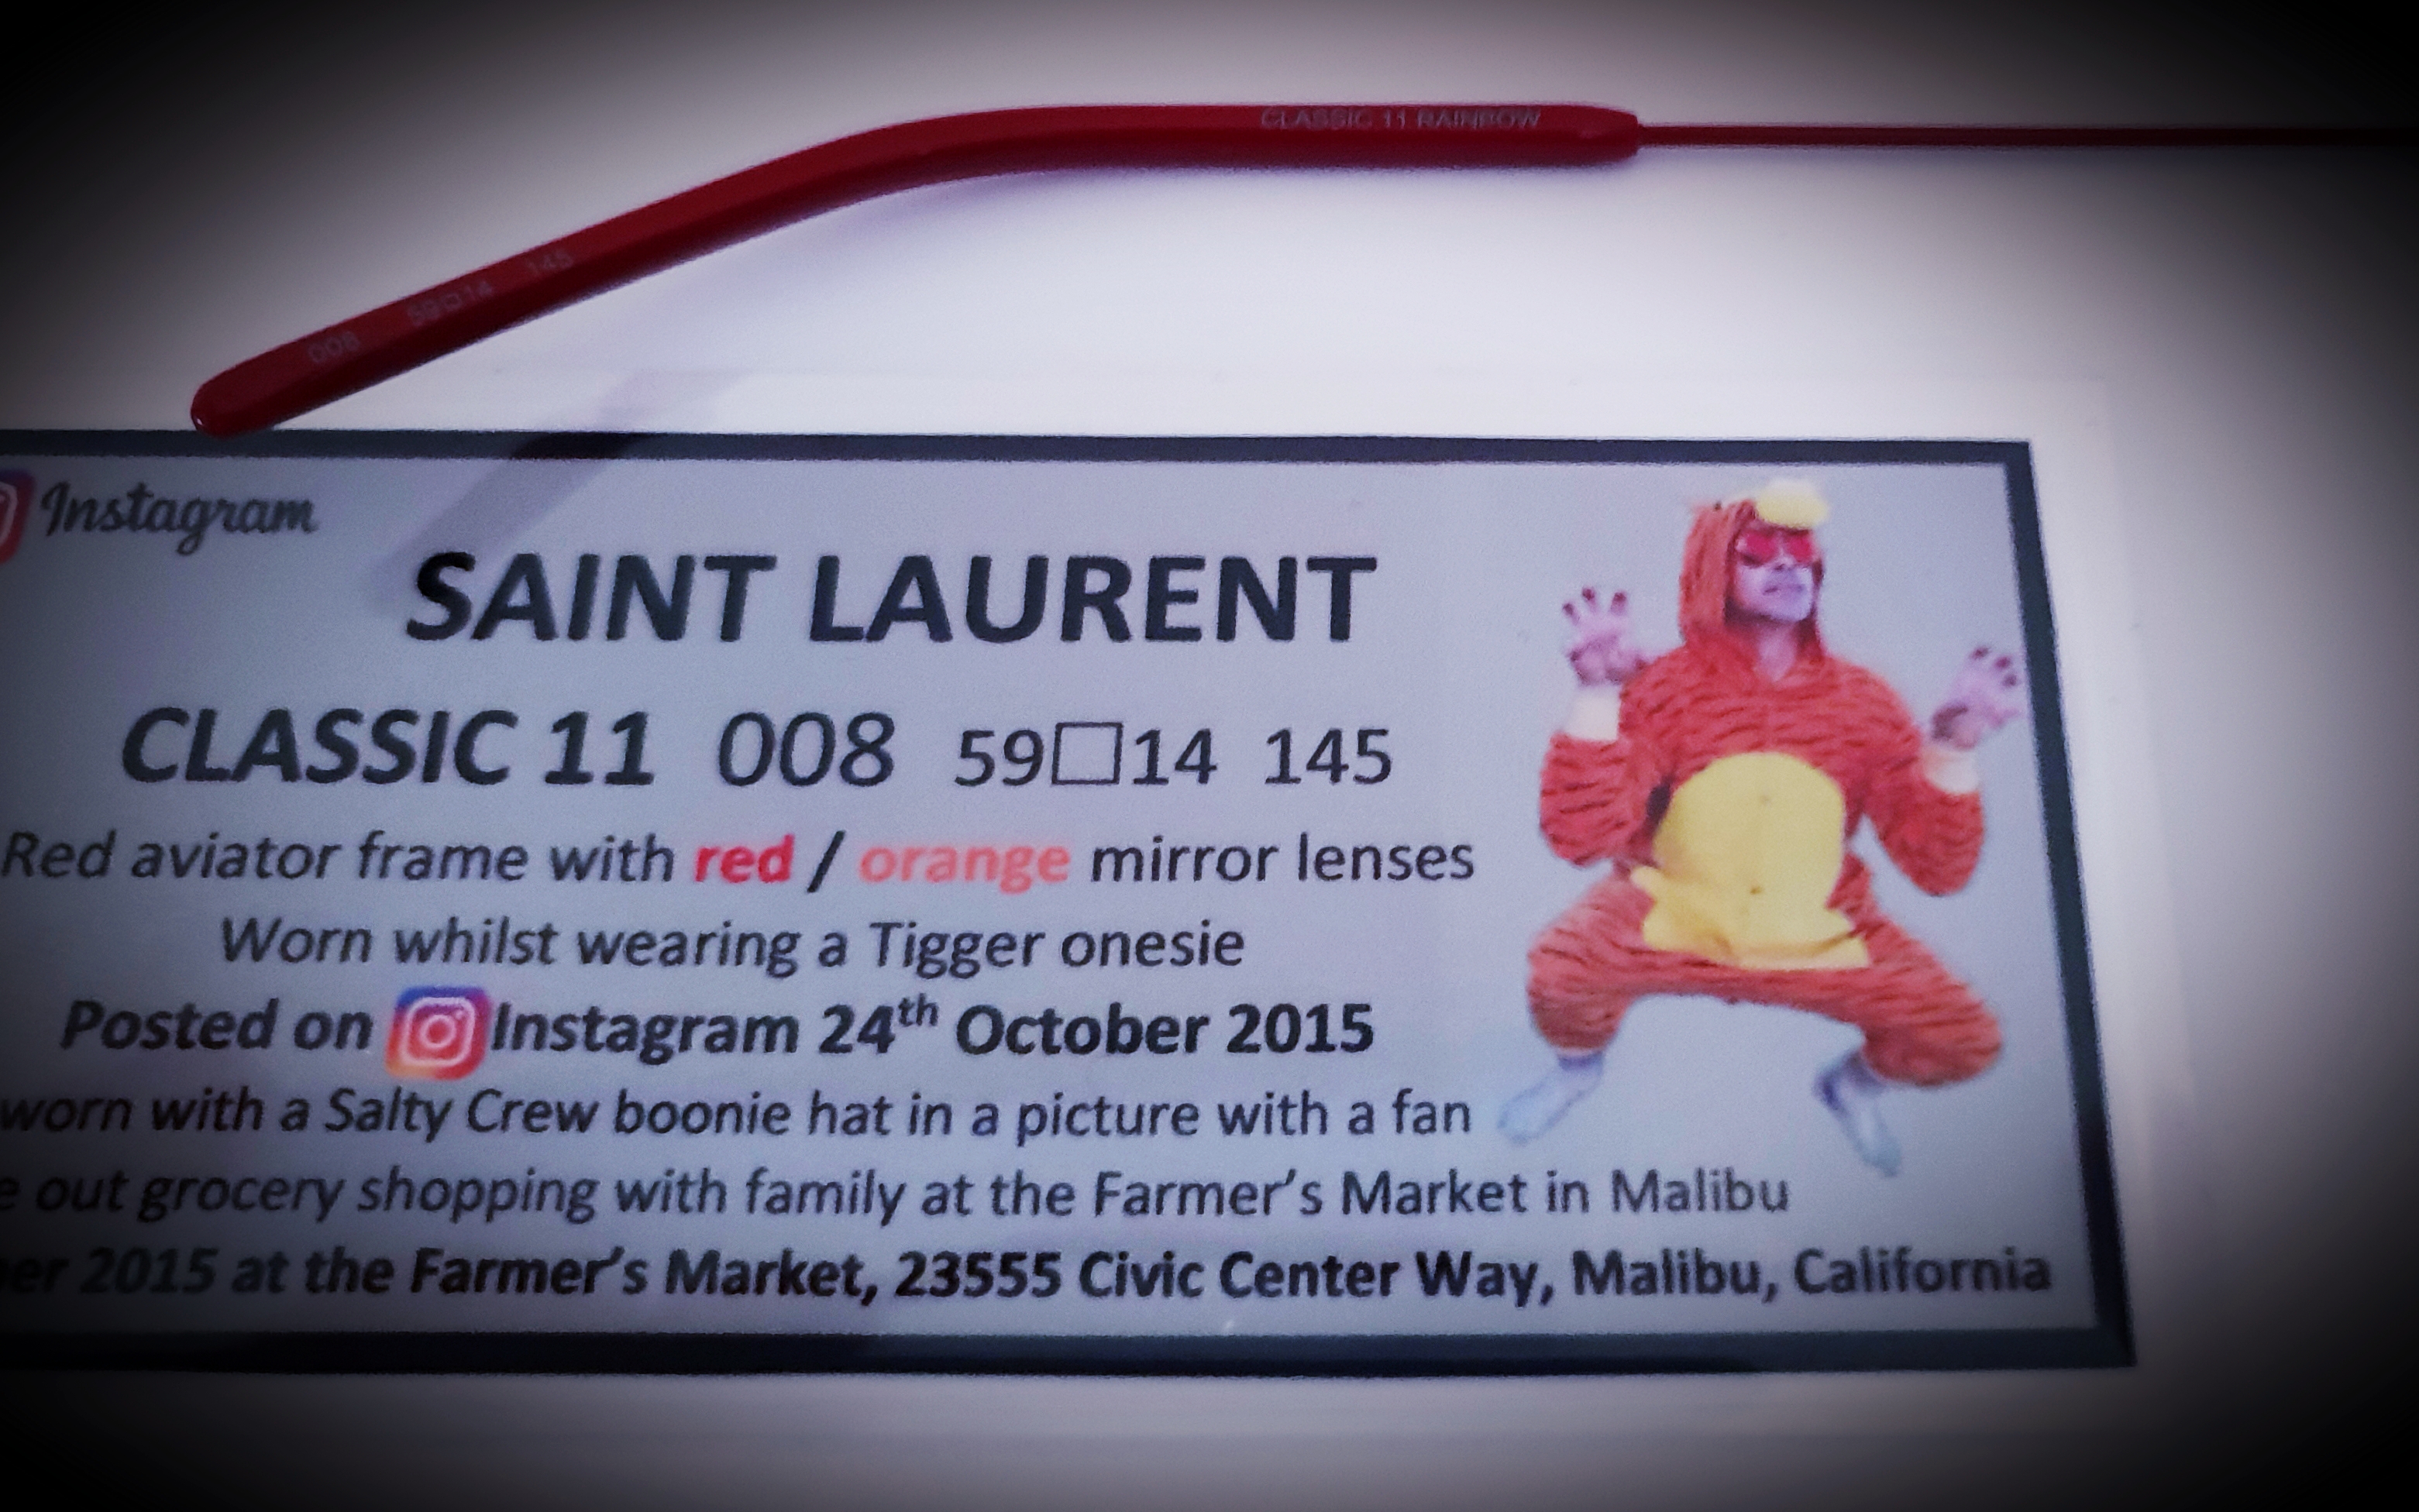 CLASSIC 11 RAINBOW
008 59□14 145
Instagram
SAINT LAURENT
CLASSIC 11 008 59□14 145
Red aviator frame with red / orange mirror lenses
Worn whilst wearing a Tigger onesie
Posted on Instagram 24th October 2015
worn with a Salty Crew boonie hat in a picture with a fan
e out grocery shopping with family at the Farmer's Market in Malibu
er 2015 at the Farmer's Market, 23555 Civic Center Way, Malibu, California